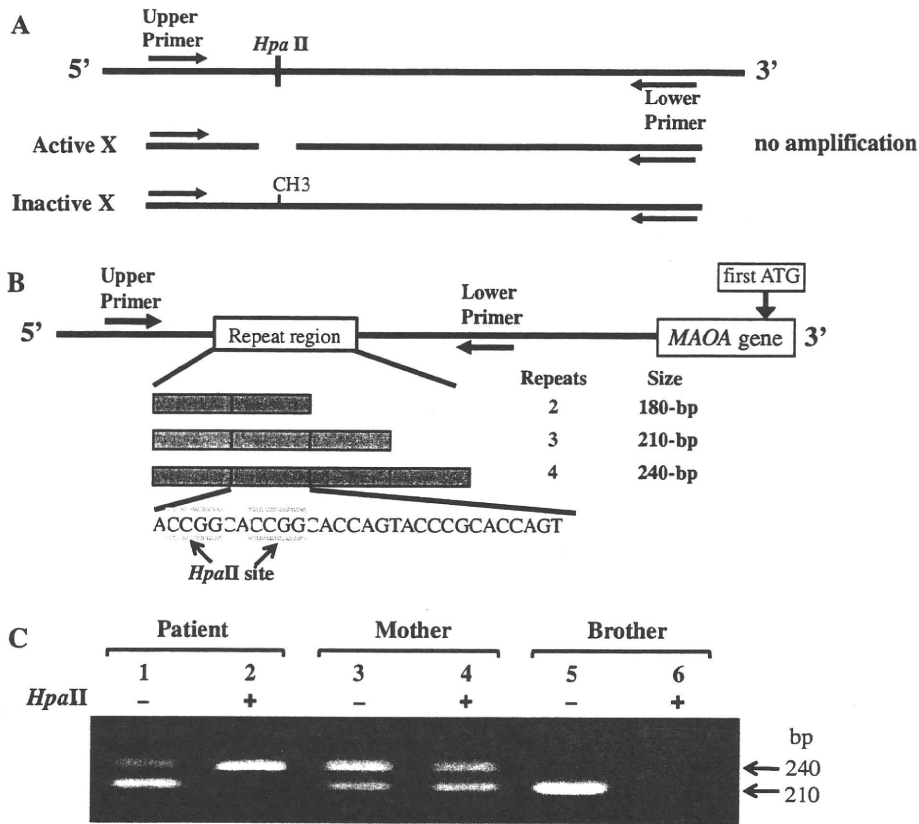 A
Upper
Primer
Hpa II
5’
3’
Lower
Primer
Active X
no amplification
CH3
Inactive X
B
Upper
Primer
Lower
Primer
first ATG
5’
Repeat region
MAOA gene
3’
Repeats Size
2 180-bp
3 210-bp
4 240-bp
ACCGGCACCGGCACCAGTACCCGCACCAGT
HpaII site
C
Patient Mother Brother
1 2 3 4 5 6
HpaII – + – + – +
bp
240
210